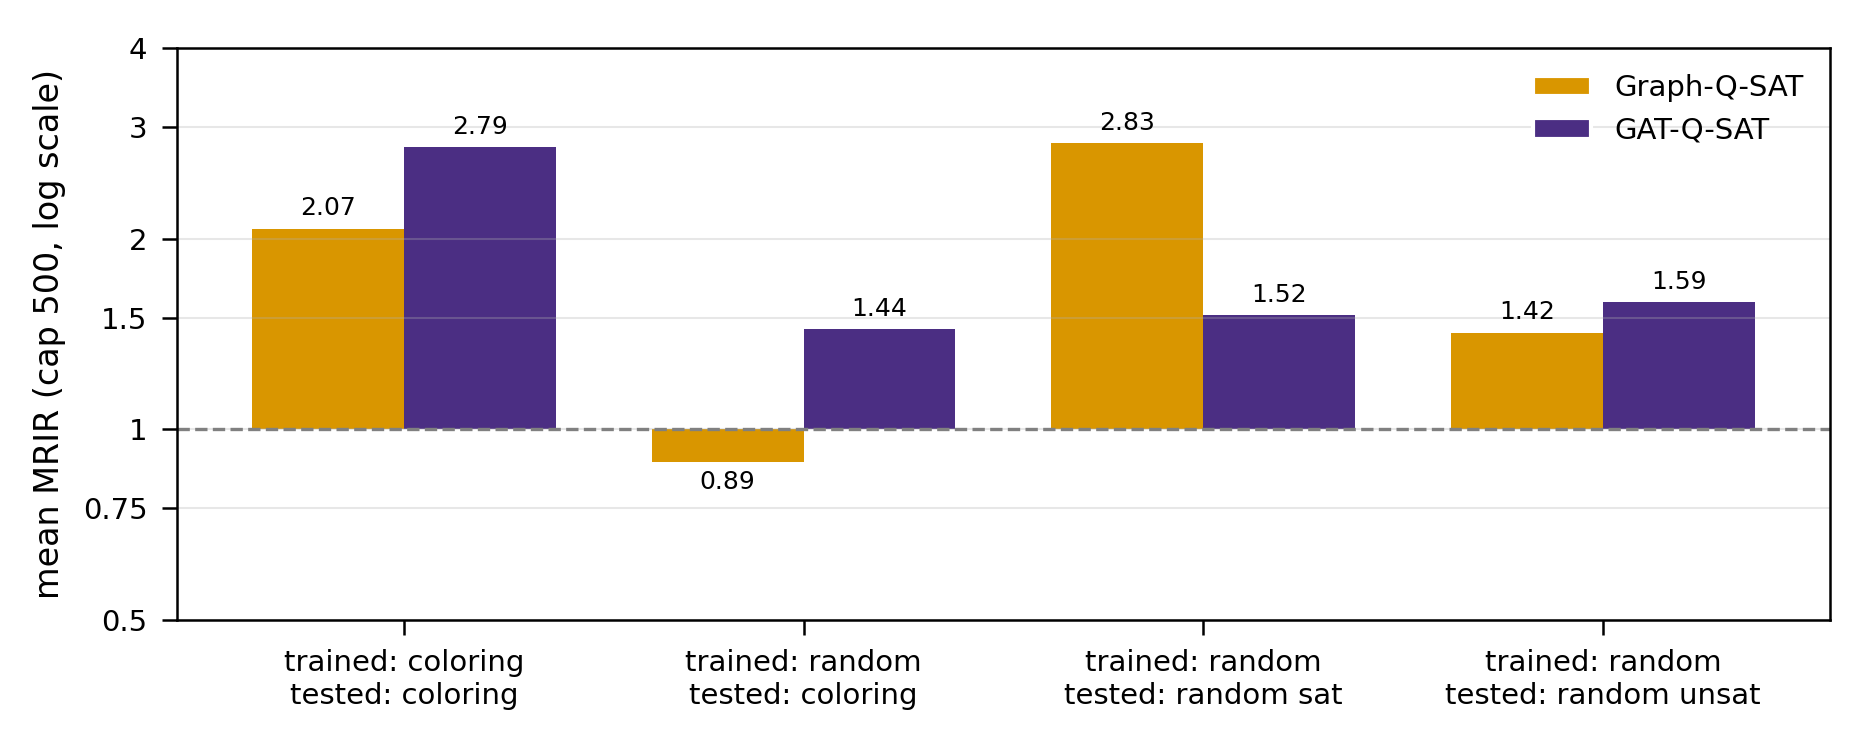 mean MRIR (cap 500, log scale)
4
3
2
1.5
1
0.75
0.5
Graph-Q-SAT
GAT-Q-SAT
2.07
2.79
0.89
1.44
2.83
1.52
1.42
1.59
trained: coloring
tested: coloring
trained: random
tested: coloring
trained: random
tested: random sat
trained: random
tested: random unsat